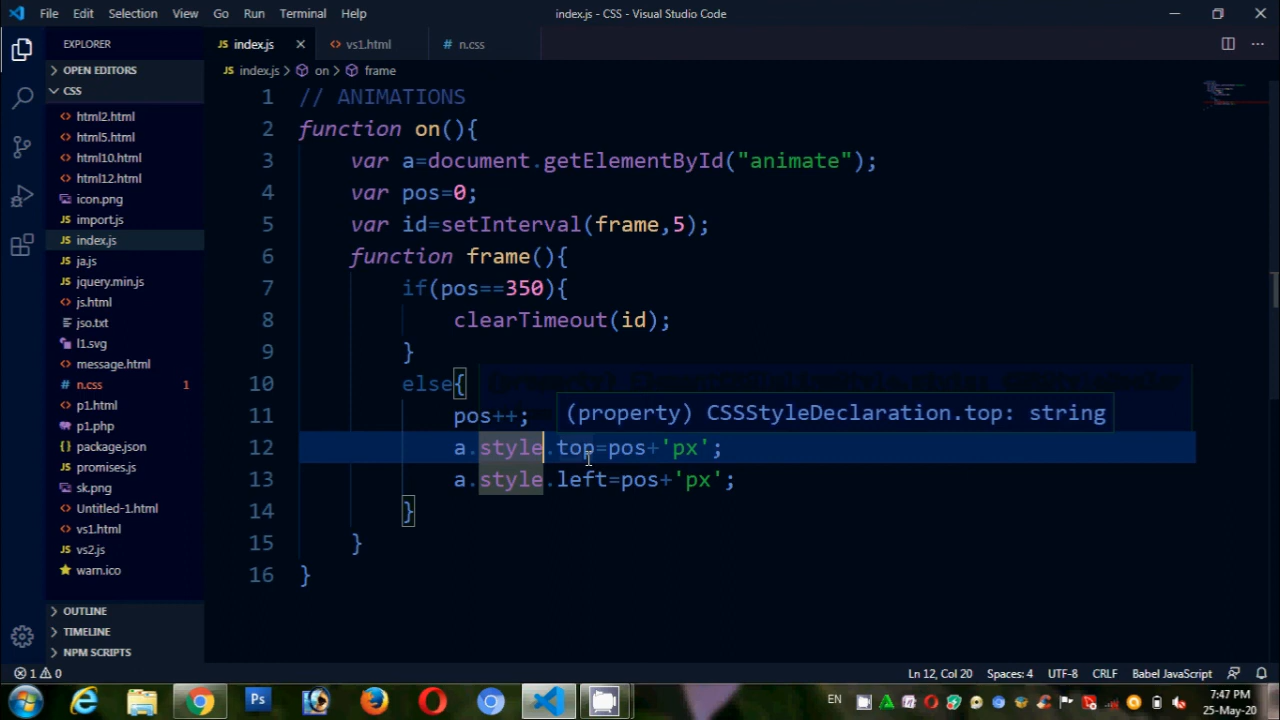 File Edit Selection View Go Run Terminal Help index.js - CSS - Visual Studio Code
EXPLORER
OPEN EDITORS
CSS
html2.html
html5.html
html10.html
html12.html
icon.png
import.js
index.js
ja.js
jquery.min.js
js.html
jso.txt
l1.svg
message.html
n.css 1
p1.html
p1.php
package.json
promises.js
sk.png
Untitled-1.html
vs1.html
vs2.js
warn.ico
OUTLINE
TIMELINE
NPM SCRIPTS
JS index.js vs1.html n.css
JS index.js > on > frame
1 // ANIMATIONS
2 function on(){
3 var a=document.getElementById("animate");
4 var pos=0;
5 var id=setInterval(frame,5);
6 function frame(){
7 if(pos==350){
8 clearTimeout(id);
9 }
10 else{
11 pos++;
(property) CSSStyleDeclaration.top: string
12 a.style.top=pos+'px';
13 a.style.left=pos+'px';
14 }
15 }
16 }
1 0 Ln 12, Col 20 Spaces: 4 UTF-8 CRLF Babel JavaScript
Ps EN 7:47 PM
25-May-20